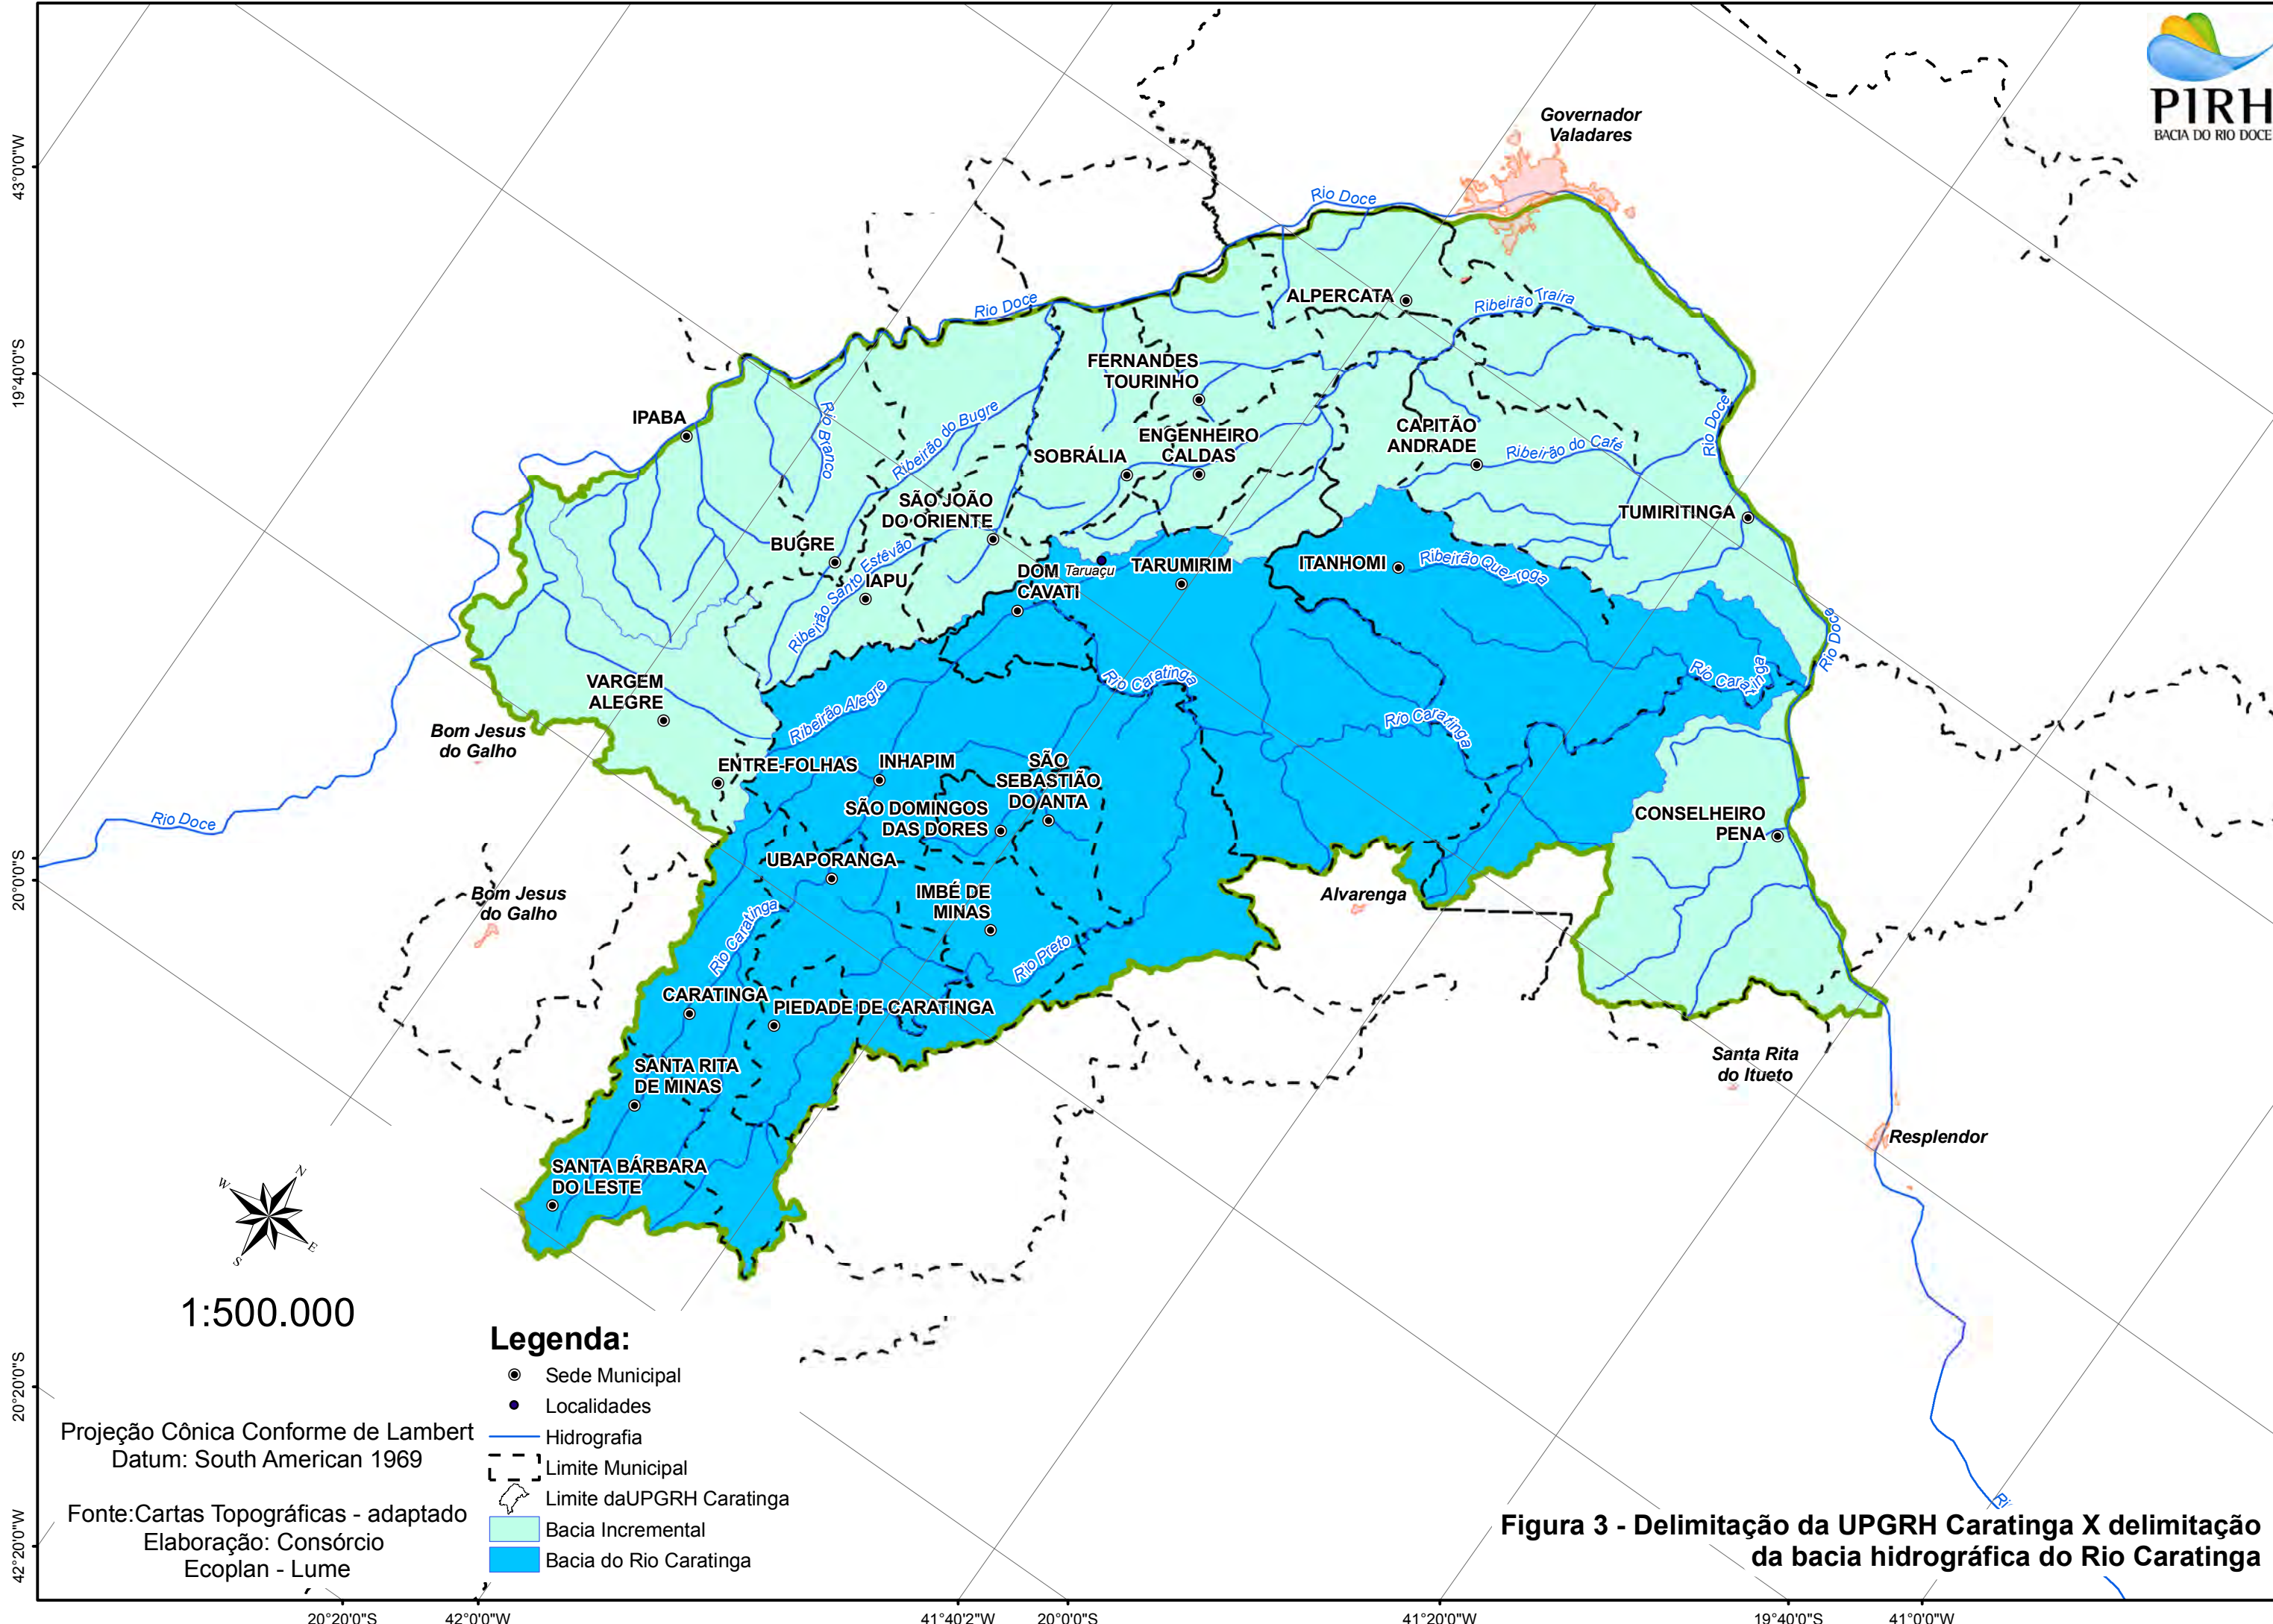 PIRH
BACIA DO RIO DOCE
Governador
Valadares
43°0'0"W
19°40'0"S
20°0'0"S
20°20'0"S
42°20'0"W
Rio Doce
Rio Doce
ALPERCATA
Ribeirão Traíra
FERNANDES
TOURINHO
IPABA
Rio Branco
Ribeirão do Bugre
ENGENHEIRO
CALDAS
SOBRÁLIA
CAPITÃO
ANDRADE
Ribeirão do Café
Rio Doce
SÃO JOÃO
DO ORIENTE
TUMIRITINGA
BUGRE
Ribeirão Santo Estêvão
IAPU
DOM
CAVATI
Taruaçu
TARUMIRIM
ITANHOMI
Ribeirão Queiroga
Rio Doce
VARGEM
ALEGRE
Ribeirão Alegre
Rio Caratinga
Rio Caratinga
Rio Caratinga
Bom Jesus
do Galho
ENTRE-FOLHAS
INHAPIM
SÃO
SEBASTIÃO
DO ANTA
SÃO DOMINGOS
DAS DORES
CONSELHEIRO
PENA
Rio Doce
UBAPORANGA
Bom Jesus
do Galho
IMBÉ DE
MINAS
Alvarenga
Rio Caratinga
Rio Preto
CARATINGA
PIEDADE DE CARATINGA
SANTA RITA
DE MINAS
Santa Rita
do Itueto
Resplendor
SANTA BÁRBARA
DO LESTE
N
W
E
S
1:500.000
Legenda:
Sede Municipal
Localidades
Hidrografia
Limite Municipal
Limite daUPGRH Caratinga
Bacia Incremental
Bacia do Rio Caratinga
Projeção Cônica Conforme de Lambert
Datum: South American 1969
Fonte:Cartas Topográficas - adaptado
Elaboração: Consórcio
Ecoplan - Lume
Figura 3 - Delimitação da UPGRH Caratinga X delimitação
da bacia hidrográfica do Rio Caratinga
20°20'0"S
42°0'0"W
41°40'2"W
20°0'0"S
41°20'0"W
19°40'0"S
41°0'0"W